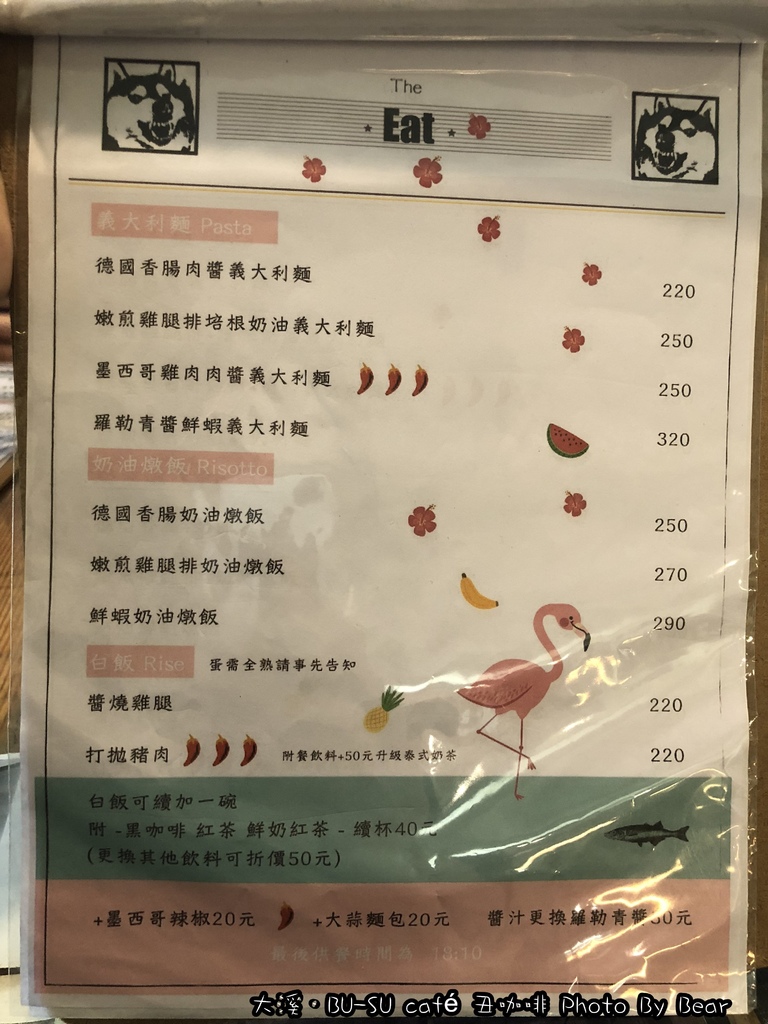 The
Eat
義大利麵 Pasta
德國香腸肉醬義大利麵 220
嫩煎雞腿排培根奶油義大利麵 250
墨西哥雞肉肉醬義大利麵 250
羅勒青醬鮮蝦義大利麵 320
奶油燉飯 Risotto
德國香腸奶油燉飯 250
嫩煎雞腿排奶油燉飯 270
鮮蝦奶油燉飯 290
白飯 Rise 蛋需全熟請事先告知
醬燒雞腿 220
打拋豬肉 附餐飲料+50元升級泰式奶茶 220
白飯可續加一碗
附 -黑咖啡 紅茶 鮮奶紅茶 - 續杯40元
(更換其他飲料可折價50元)
+墨西哥辣椒20元 +大蒜麵包20元 醬汁更換羅勒青醬
最後供餐時間為
大溪·BU-SU café 丑咖啡 Photo By Bear